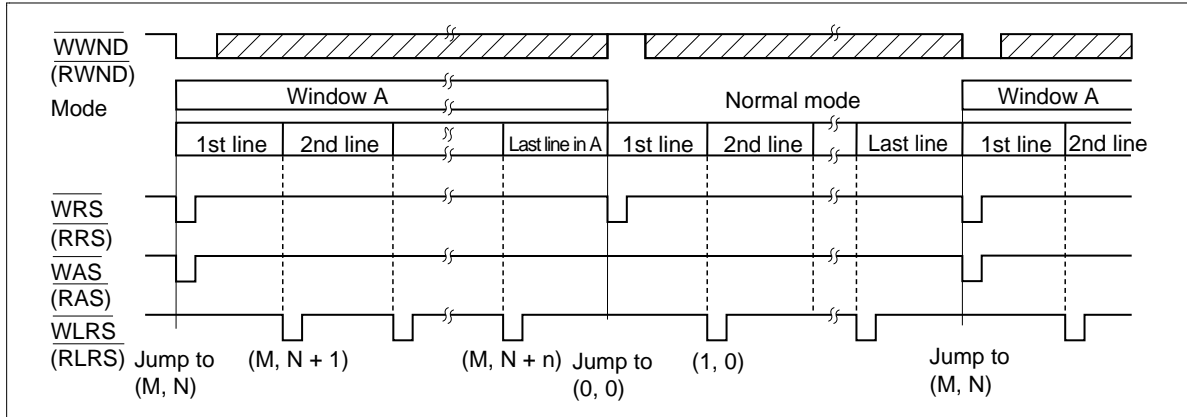 WWND
(RWND)
Mode
Window A
Normal mode
Window A
1st line
2nd line
Last line in A
1st line
2nd line
Last line
1st line
2nd line
WRS
(RRS)
WAS
(RAS)
WLRS
(RLRS)
Jump to
(M, N)
(M, N + 1)
(M, N + n)
Jump to
(0, 0)
(1, 0)
Jump to
(M, N)